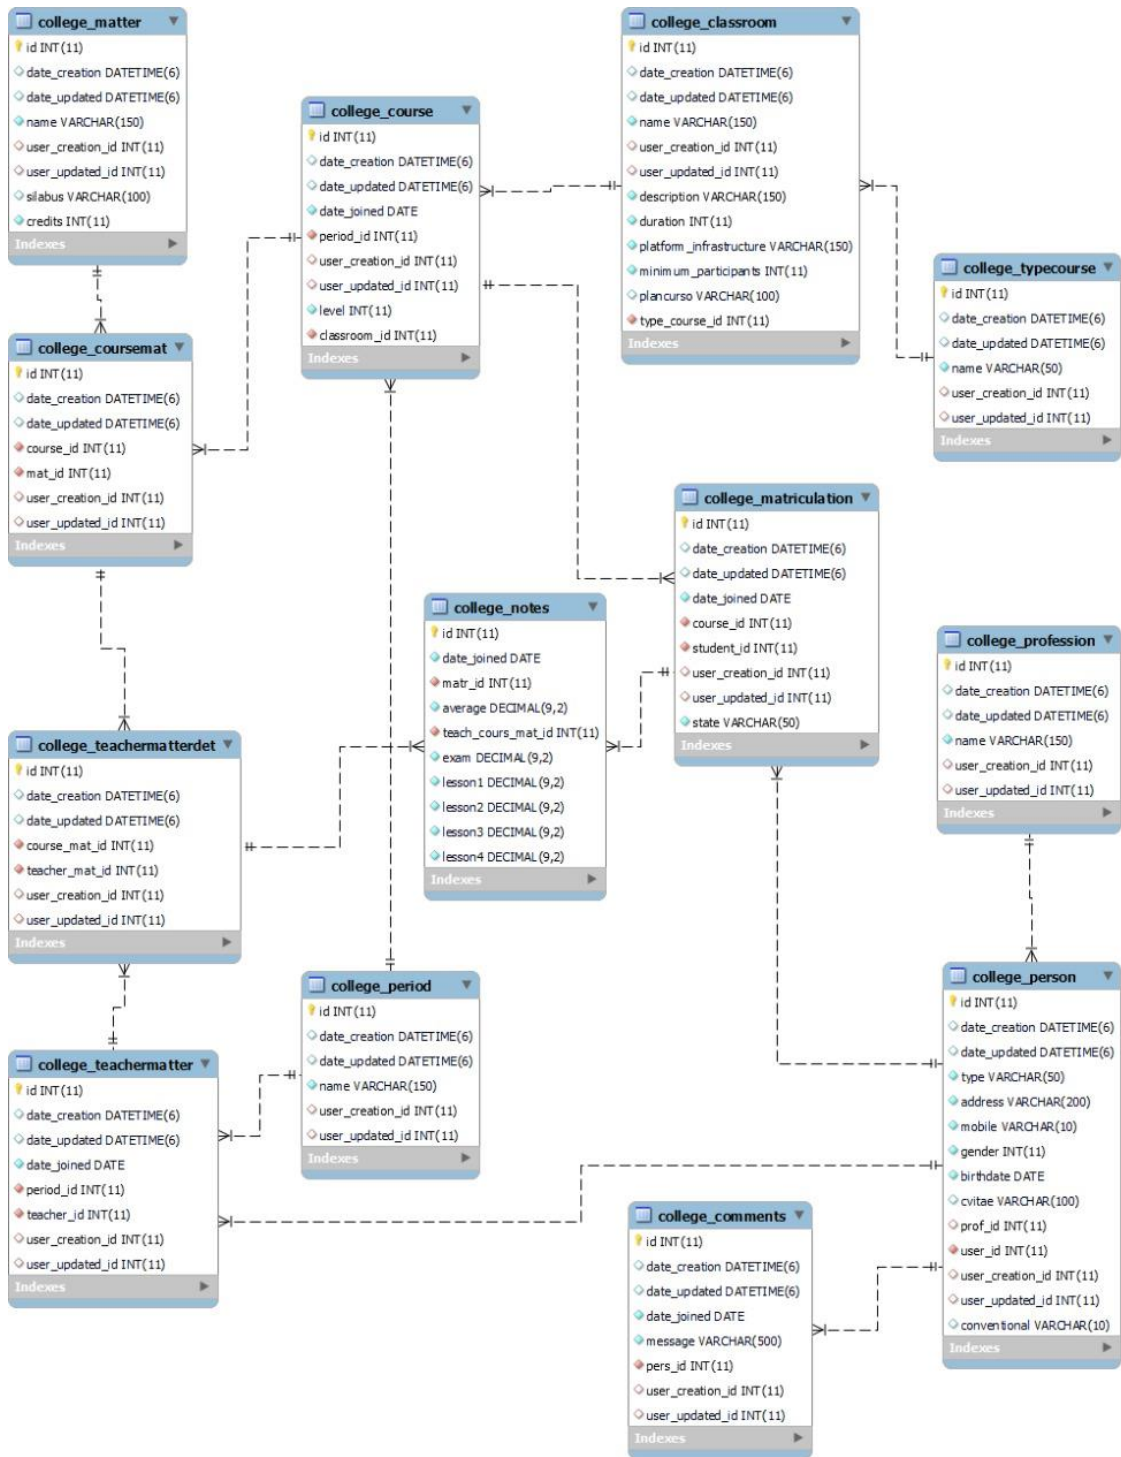 college_matter
id INT(11)
date_creation DATETIME(6)
date_updated DATETIME(6)
name VARCHAR(150)
user_creation_id INT(11)
user_updated_id INT(11)
silabus VARCHAR(100)
credits INT(11)
Indexes
college_course
id INT(11)
date_creation DATETIME(6)
date_updated DATETIME(6)
date_joined DATE
period_id INT(11)
user_creation_id INT(11)
user_updated_id INT(11)
level INT(11)
classroom_id INT(11)
Indexes
college_classroom
id INT(11)
date_creation DATETIME(6)
date_updated DATETIME(6)
name VARCHAR(150)
user_creation_id INT(11)
user_updated_id INT(11)
description VARCHAR(150)
duration INT(11)
platform_infrastructure VARCHAR(150)
minimum_participants INT(11)
plancurso VARCHAR(100)
type_course_id INT(11)
Indexes
college_typecourse
id INT(11)
date_creation DATETIME(6)
date_updated DATETIME(6)
name VARCHAR(50)
user_creation_id INT(11)
user_updated_id INT(11)
Indexes
college_coursemat
id INT(11)
date_creation DATETIME(6)
date_updated DATETIME(6)
course_id INT(11)
mat_id INT(11)
user_creation_id INT(11)
user_updated_id INT(11)
Indexes
college_matriculation
id INT(11)
date_creation DATETIME(6)
date_updated DATETIME(6)
date_joined DATE
course_id INT(11)
student_id INT(11)
user_creation_id INT(11)
user_updated_id INT(11)
state VARCHAR(50)
Indexes
college_notes
id INT(11)
date_joined DATE
matr_id INT(11)
average DECIMAL(9,2)
teach_cours_mat_id INT(11)
exam DECIMAL(9,2)
lesson1 DECIMAL(9,2)
lesson2 DECIMAL(9,2)
lesson3 DECIMAL(9,2)
lesson4 DECIMAL(9,2)
Indexes
college_profession
id INT(11)
date_creation DATETIME(6)
date_updated DATETIME(6)
name VARCHAR(150)
user_creation_id INT(11)
user_updated_id INT(11)
Indexes
college_teachermatterdet
id INT(11)
date_creation DATETIME(6)
date_updated DATETIME(6)
course_mat_id INT(11)
teacher_mat_id INT(11)
user_creation_id INT(11)
user_updated_id INT(11)
Indexes
college_period
id INT(11)
date_creation DATETIME(6)
date_updated DATETIME(6)
name VARCHAR(150)
user_creation_id INT(11)
user_updated_id INT(11)
Indexes
college_person
id INT(11)
date_creation DATETIME(6)
date_updated DATETIME(6)
type VARCHAR(50)
address VARCHAR(200)
mobile VARCHAR(10)
gender INT(11)
birthdate DATE
cvitae VARCHAR(100)
prof_id INT(11)
user_id INT(11)
user_creation_id INT(11)
user_updated_id INT(11)
conventional VARCHAR(10)
Indexes
college_teachermatter
id INT(11)
date_creation DATETIME(6)
date_updated DATETIME(6)
date_joined DATE
period_id INT(11)
teacher_id INT(11)
user_creation_id INT(11)
user_updated_id INT(11)
Indexes
college_comments
id INT(11)
date_creation DATETIME(6)
date_updated DATETIME(6)
date_joined DATE
message VARCHAR(500)
pers_id INT(11)
user_creation_id INT(11)
user_updated_id INT(11)
Indexes